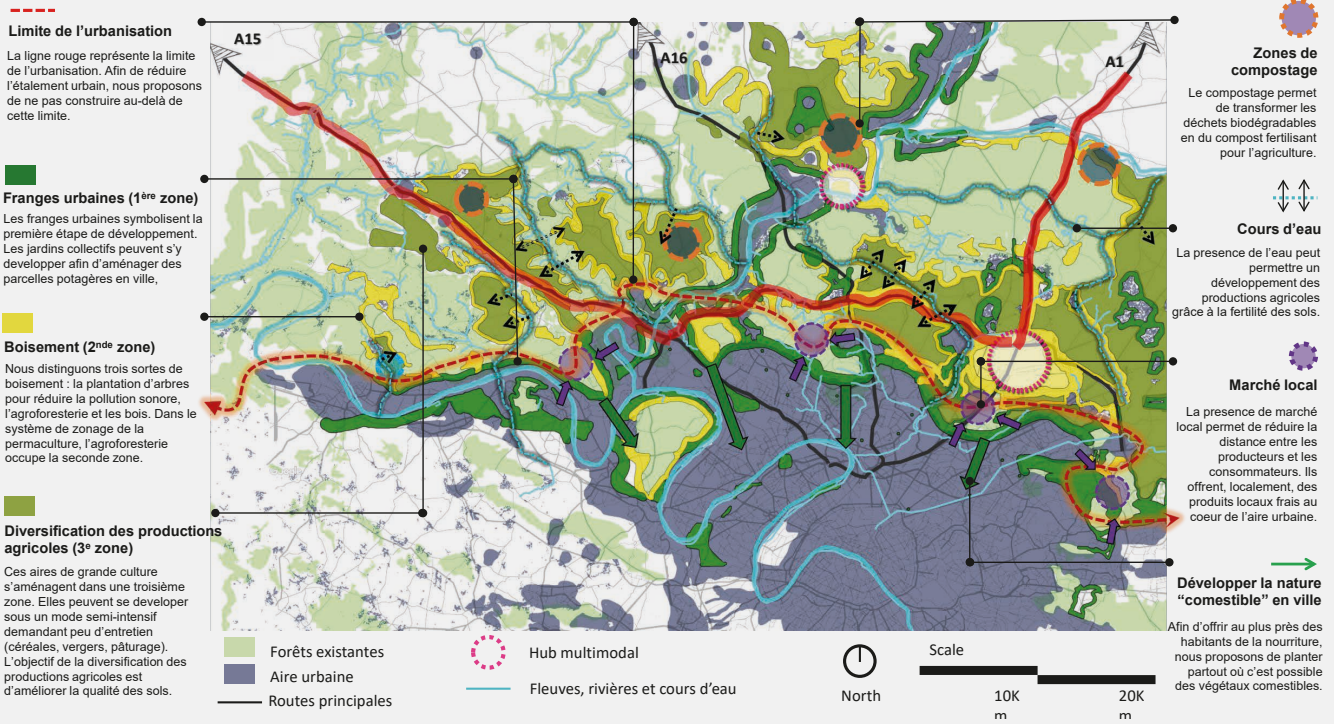 Limite de l’urbanisation
La ligne rouge représente la limite
de l’urbanisation. Afin de réduire
l’étalement urbain, nous proposons
de ne pas construire au-delà de
cette limite.
Franges urbaines (1ère zone)
Les franges urbaines symbolisent la
première étape de développement.
Les jardins collectifs peuvent s’y
developper afin d’aménager des
parcelles potagères en ville,
Boisement (2nde zone)
Nous distinguons trois sortes de
boisement : la plantation d’arbres
pour réduire la pollution sonore,
l’agroforesterie et les bois. Dans le
système de zonage de la
permaculture, l’agroforesterie
occupe la seconde zone.
Diversification des productions
agricoles (3e zone)
Ces aires de grande culture
s’aménagent dans une troisième
zone. Elles peuvent se developer
sous un mode semi-intensif
demandant peu d’entretien
(céréales, vergers, pâturage).
L’objectif de la diversification des
productions agricoles est
d’améliorer la qualité des sols.
A15
A16
A1
Zones de
compostage
Le compostage permet
de transformer les
déchets biodégradables
en du compost fertilisant
pour l’agriculture.
Cours d’eau
La presence de l’eau peut
permettre un
développement des
productions agricoles
grâce à la fertilité des sols.
Marché local
La presence de marché
local permet de réduire la
distance entre les
producteurs et les
consommateurs. Ils
offrent, localement, des
produits locaux frais au
coeur de l’aire urbaine.
Développer la nature
“comestible” en ville
Afin d’offrir au plus près des
habitants de la nourriture,
nous proposons de planter
partout où c’est possible
des végétaux comestibles.
Forêts existantes
Aire urbaine
Routes principales
Hub multimodal
Fleuves, rivières et cours d’eau
North
Scale
10K
m
20K
m